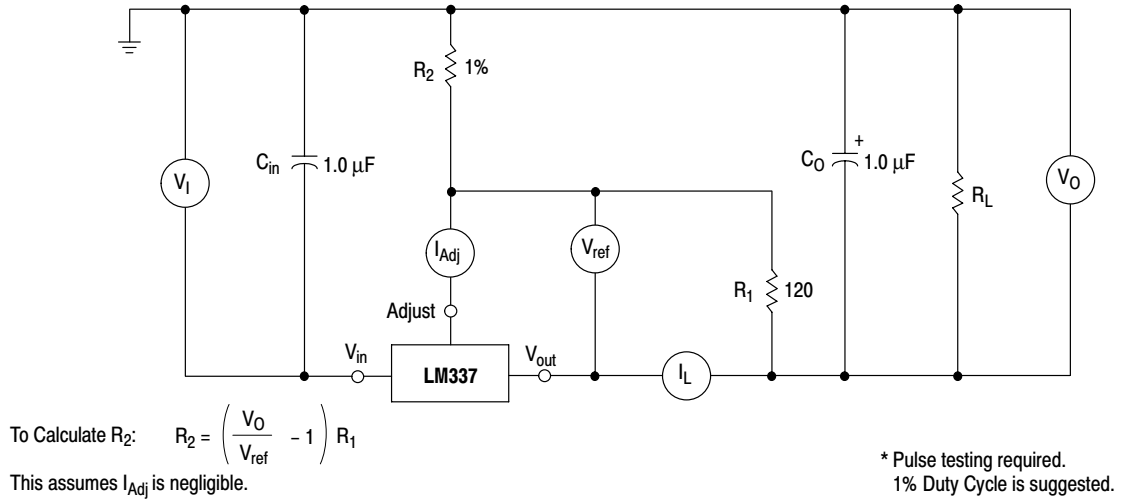 R2 1%
Cin 1.0 μF
CO + 1.0 μF
VI
RL
VO
IAdj
Vref
R1 120
Adjust
Vin
LM337
Vout
IL
To Calculate R2: R2 = ( VO / Vref − 1 ) R1
This assumes IAdj is negligible.
* Pulse testing required.
1% Duty Cycle is suggested.